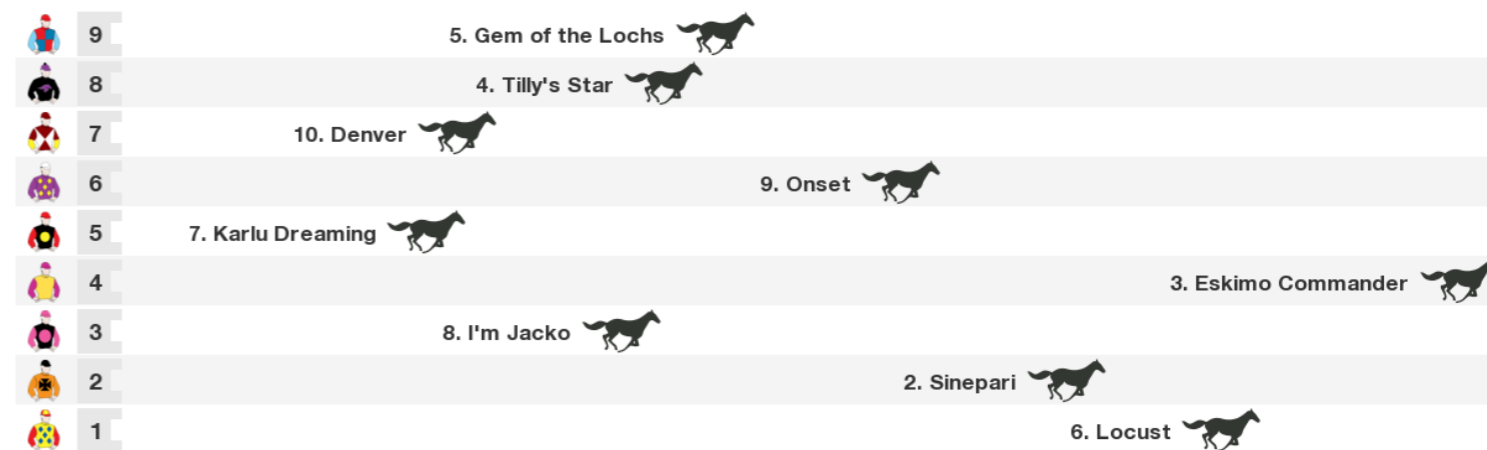 9 5. Gem of the Lochs
8 4. Tilly's Star
7 10. Denver
6 9. Onset
5 7. Karlu Dreaming
4 3. Eskimo Commander
3 8. I'm Jacko
2 2. Sinepari
1 6. Locust